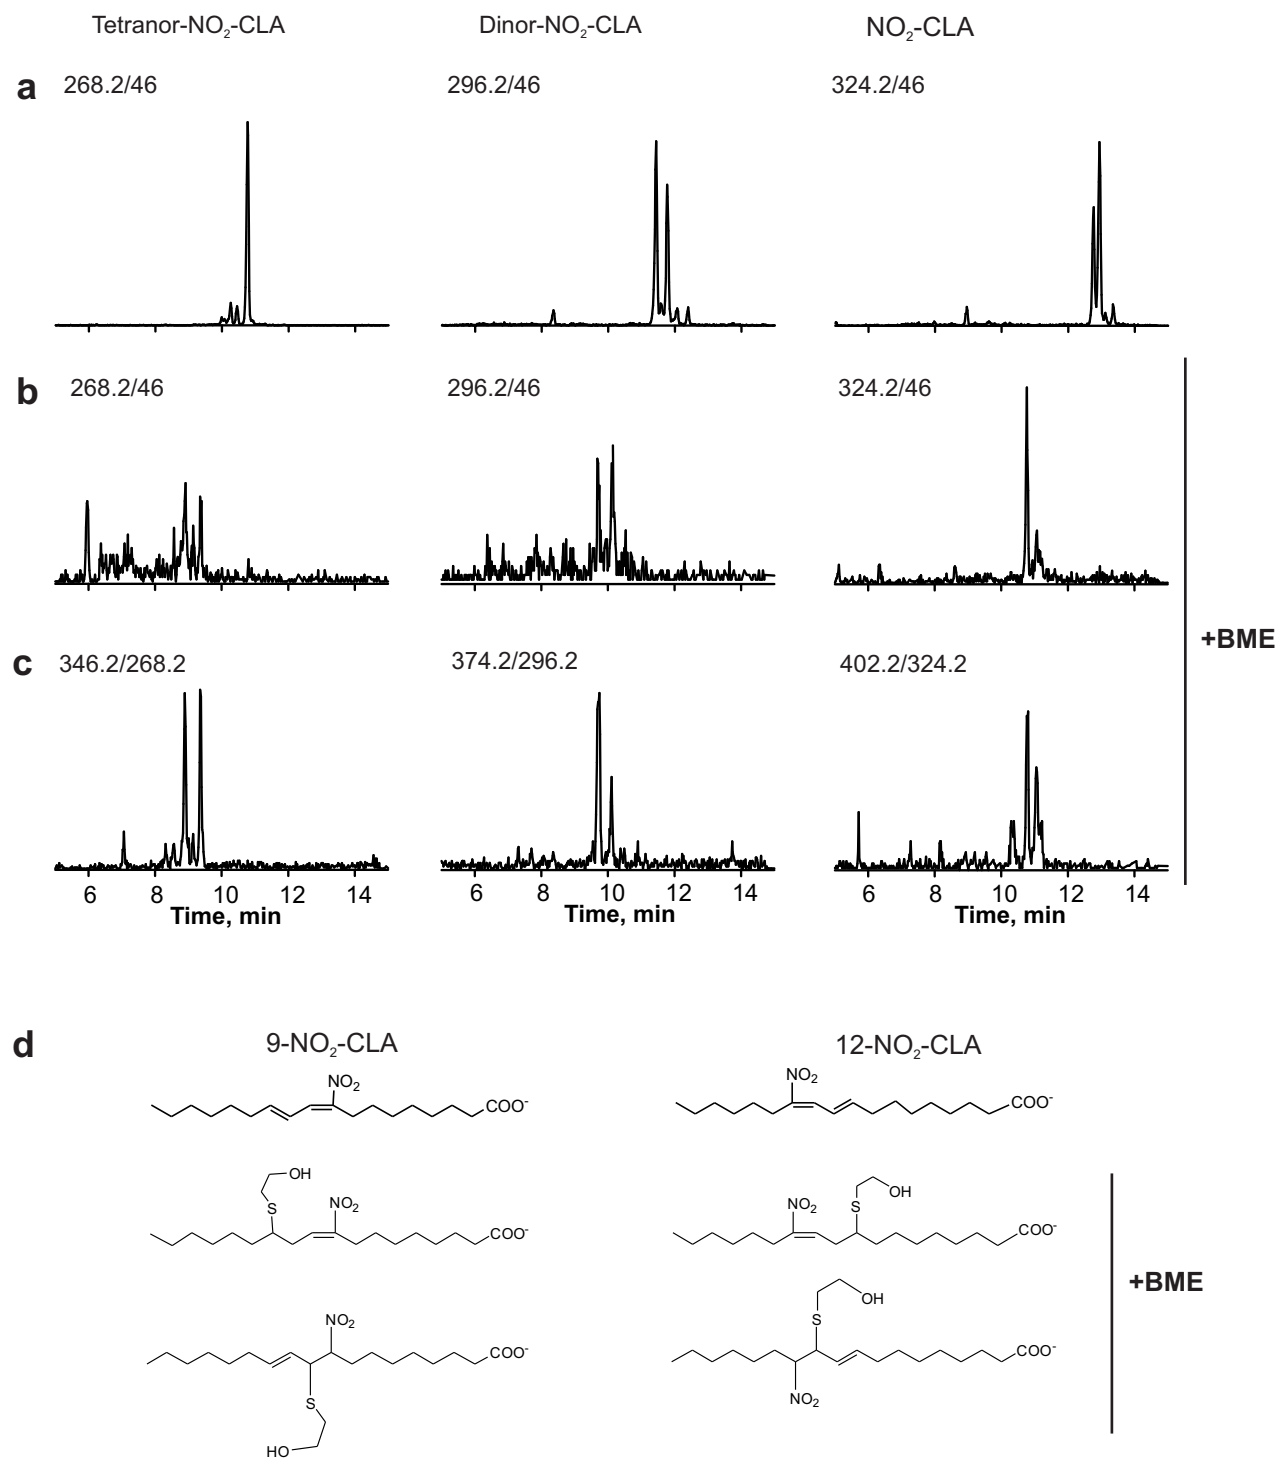 Tetranor-NO₂-CLA Dinor-NO₂-CLA NO₂-CLA
a 268.2/46 296.2/46 324.2/46
b 268.2/46 296.2/46 324.2/46
+BME
c 346.2/268.2 374.2/296.2 402.2/324.2
6 8 10 12 14 6 8 10 12 14 6 8 10 12 14
Time, min Time, min Time, min
d 9-NO₂-CLA 12-NO₂-CLA
NO₂ COO⁻ NO₂ COO⁻
OH S NO₂ COO⁻ NO₂ S OH COO⁻
+BME
NO₂ COO⁻ S HO OH S COO⁻ NO₂